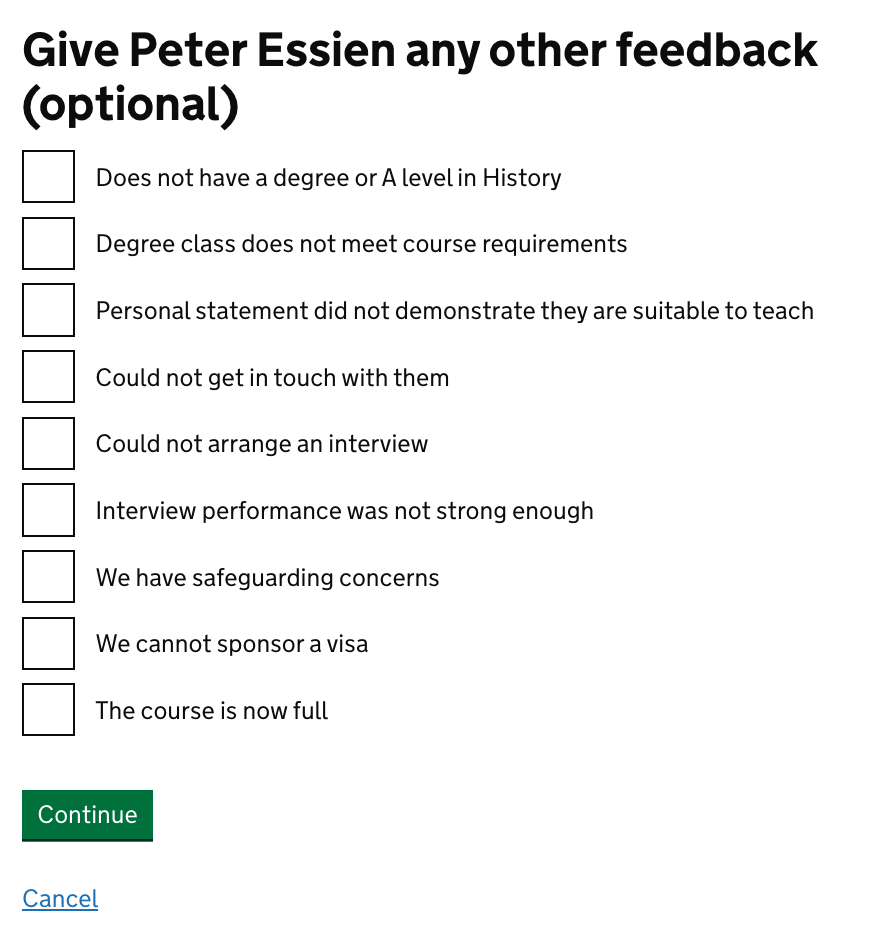 Give Peter Essien any other feedback
(optional)
Does not have a degree or A level in History
Degree class does not meet course requirements
Personal statement did not demonstrate they are suitable to teach
Could not get in touch with them
Could not arrange an interview
Interview performance was not strong enough
We have safeguarding concerns
We cannot sponsor a visa
The course is now full
Continue
Cancel